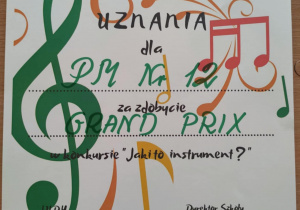 UZNANIA
dla
PM Nr 12
za zdobycie
GRAND PRIX
w konkursie "Jaki to instrument?"
Dyrektor Szkoły